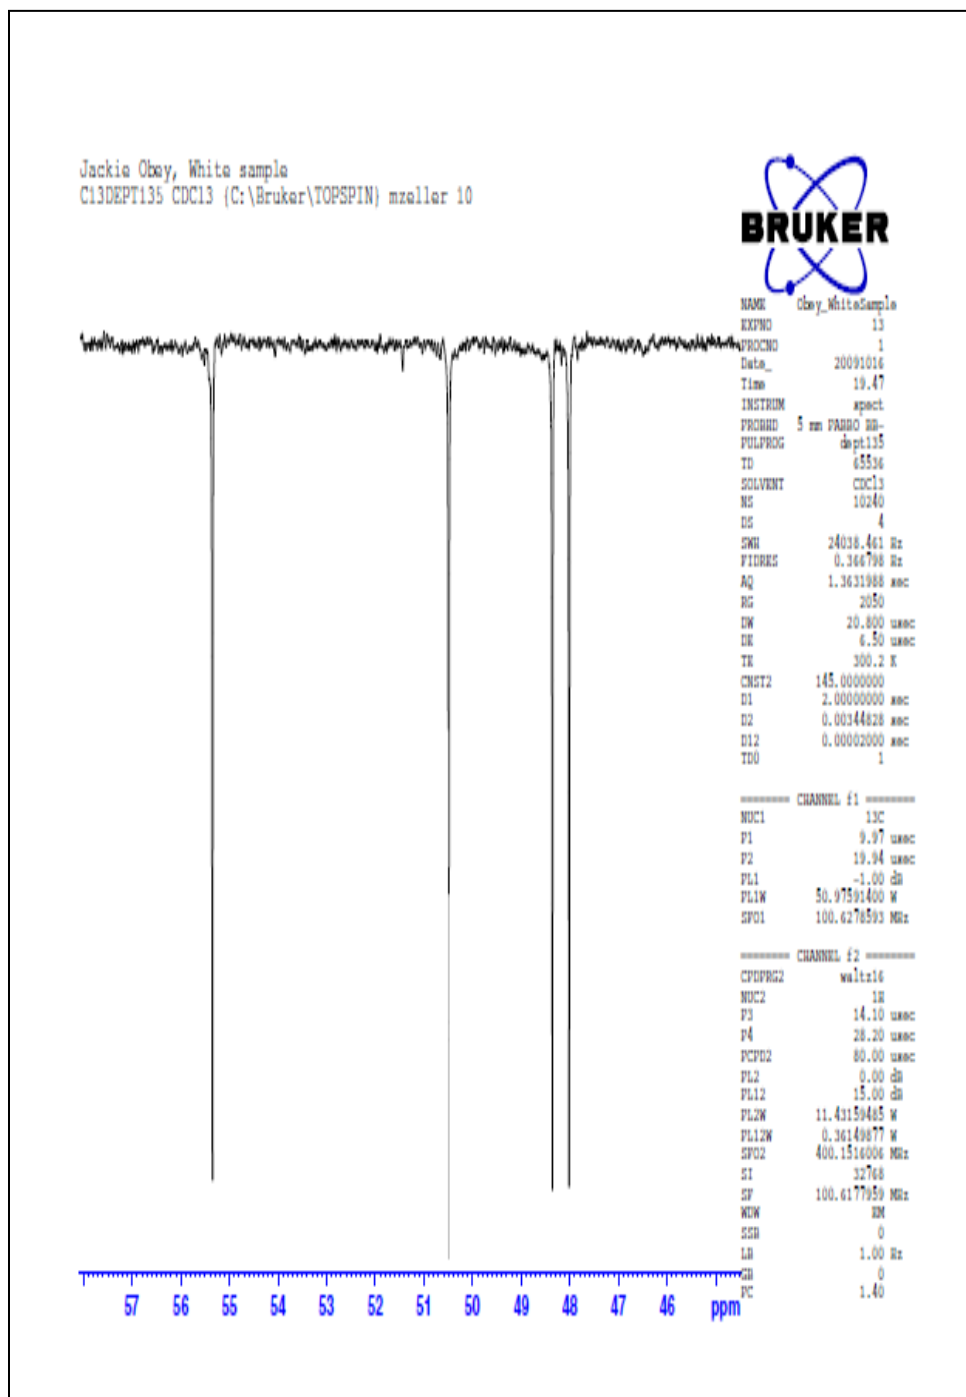 Jackie Obey, White sample
C13DEPT135 CDCl3 {C:\Bruker\TOPSPIN} mzeller 10
BRUKER
NAME Obey_WhiteSample
EXPNO 13
PROCNO 1
Date_ 20091016
Time 19.47
INSTRUM spect
PROBHD 5 mm PABBO BB-
PULPROG dept135
TD 65536
SOLVENT CDCl3
NS 10240
DS 4
SWH 24038.461 Hz
FIDRES 0.366798 Hz
AQ 1.3631988 sec
RG 2050
DW 20.800 usec
DE 6.50 usec
TE 300.2 K
CNST2 145.0000000
D1 2.00000000 sec
D2 0.00344828 sec
D12 0.00002000 sec
TD0 1
======== CHANNEL f1 ========
NUC1 13C
P1 9.97 usec
P2 19.94 usec
PL1 -1.00 dB
PL1W 50.97591400 W
SFO1 100.6278593 MHz
======== CHANNEL f2 ========
CPDPRG2 waltz16
NUC2 1H
P3 14.10 usec
P4 28.20 usec
PCPD2 80.00 usec
PL2 0.00 dB
PL12 15.00 dB
PL2W 11.43159485 W
PL12W 0.36149877 W
SFO2 400.1516006 MHz
SI 32768
SF 100.6177959 MHz
WDW EM
SSB 0
LB 1.00 Hz
GB 0
PC 1.40
57 56 55 54 53 52 51 50 49 48 47 46 ppm